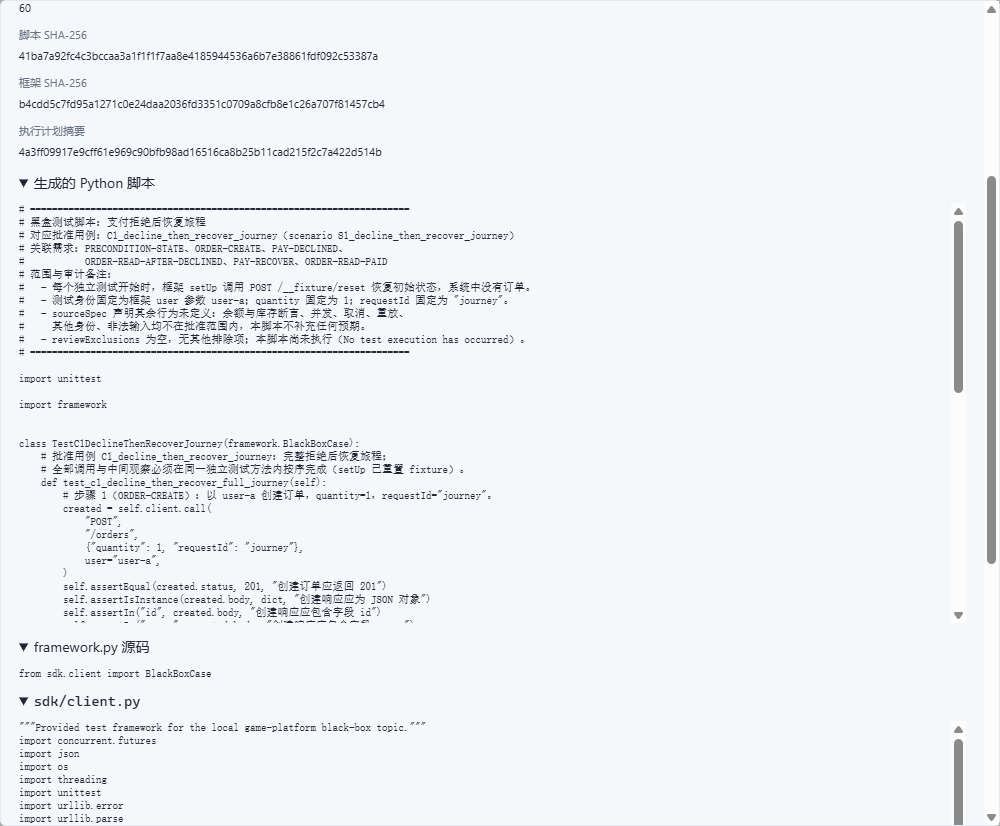 60
脚本 SHA-256
41ba7a92fc4c3bccaa3a1f1f1f7aa8e4185944536a6b7e38861fdf092c53387a
框架 SHA-256
b4cdd5c7fd95a1271c0e24daa2036fd3351c0709a8cfb8e1c26a707f81457cb4
执行计划摘要
4a3ff09917e9cff61e969c90bfb98ad16516ca8b25b11cad215f2c7a422d514b
▼ 生成的 Python 脚本
# =====================================================================
# 黑盒测试脚本：支付拒绝后恢复旅程
# 对应批准用例：C1_decline_then_recover_journey（scenario S1_decline_then_recover_journey）
# 关联需求：PRECONDITION-STATE、ORDER-CREATE、PAY-DECLINED、
#           ORDER-READ-AFTER-DECLINED、PAY-RECOVER、ORDER-READ-PAID
# 范围与审计备注：
#   - 每个独立测试开始时，框架 setUp 调用 POST /__fixture/reset 恢复初始状态，系统中没有订单。
#   - 测试身份固定为框架 user 参数 user-a；quantity 固定为 1；requestId 固定为 "journey"。
#   - sourceSpec 声明其余行为未定义：余额与库存断言、并发、取消、重放、
#     其他身份、非法输入均不在批准范围内，本脚本不补充任何预期。
#   - reviewExclusions 为空，无其他排除项；本脚本尚未执行（No test execution has occurred）。
# =====================================================================
import unittest
import framework
class TestC1DeclineThenRecoverJourney(framework.BlackBoxCase):
    # 批准用例 C1_decline_then_recover_journey：完整拒绝后恢复旅程；
    # 全部调用与中间观察必须在同一独立测试方法内按序完成（setUp 已重置 fixture）。
    def test_c1_decline_then_recover_full_journey(self):
        # 步骤 1（ORDER-CREATE）：以 user-a 创建订单，quantity=1，requestId="journey"。
        created = self.client.call(
            "POST",
            "/orders",
            {"quantity": 1, "requestId": "journey"},
            user="user-a",
        )
        self.assertEqual(created.status, 201, "创建订单应返回 201")
        self.assertIsInstance(created.body, dict, "创建响应应为 JSON 对象")
        self.assertIn("id", created.body, "创建响应应包含字段 id")
▼ framework.py 源码
from sdk.client import BlackBoxCase
▼ sdk/client.py
"""Provided test framework for the local game-platform black-box topic."""
import concurrent.futures
import json
import os
import threading
import unittest
import urllib.error
import urllib.parse